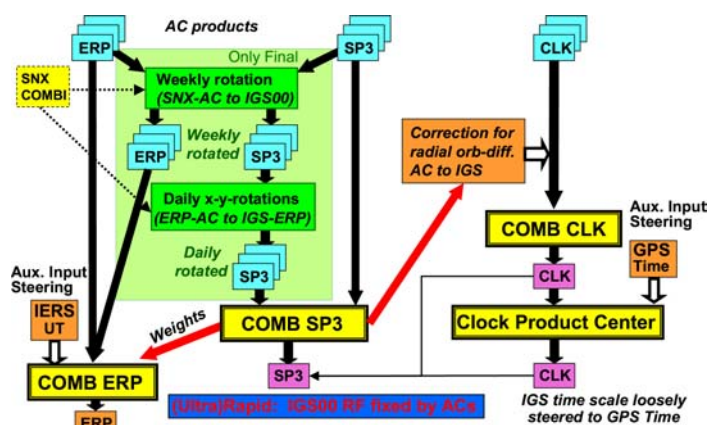 AC products
ERP
SP3
CLK
Only Final
SNX
COMBI
Weekly rotation
(SNX-AC to IGS00)
ERP
Weekly
rotated
SP3
Correction for
radial orb-diff.
AC to IGS
Daily x-y-rotations
(ERP-AC to IGS-ERP)
Daily
rotated
SP3
COMB CLK
Aux. Input
Steering
GPS
Time
CLK
Aux. Input
Steering
IERS
UT
Weights
COMB SP3
Clock Product Center
COMB ERP
SP3
CLK
(Ultra)Rapid: IGS00 RF fixed by ACs
IGS time scale loosely
steered to GPS Time
ERP